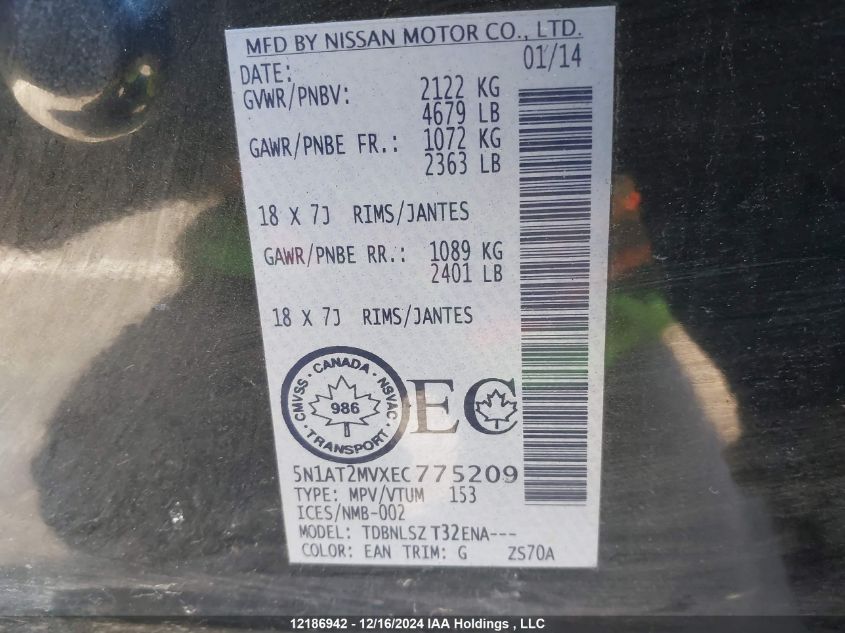 MFD BY NISSAN MOTOR CO., LTD.
DATE: 01/14
GVWR/PNBV: 2122 KG
4679 LB
GAWR/PNBE FR.: 1072 KG
2363 LB
18 X 7J RIMS/JANTES
GAWR/PNBE RR.: 1089 KG
2401 LB
18 X 7J RIMS/JANTES
CMVSS · CANADA · NSVAC · TRANSPORT ·
986
EC
5N1AT2MVXEC775209
TYPE: MPV/VTUM 153
ICES/NMB-002
MODEL: TDBNLSZ T32ENA---
COLOR: EAN TRIM: G ZS70A
12186942 - 12/16/2024 IAA Holdings , LLC